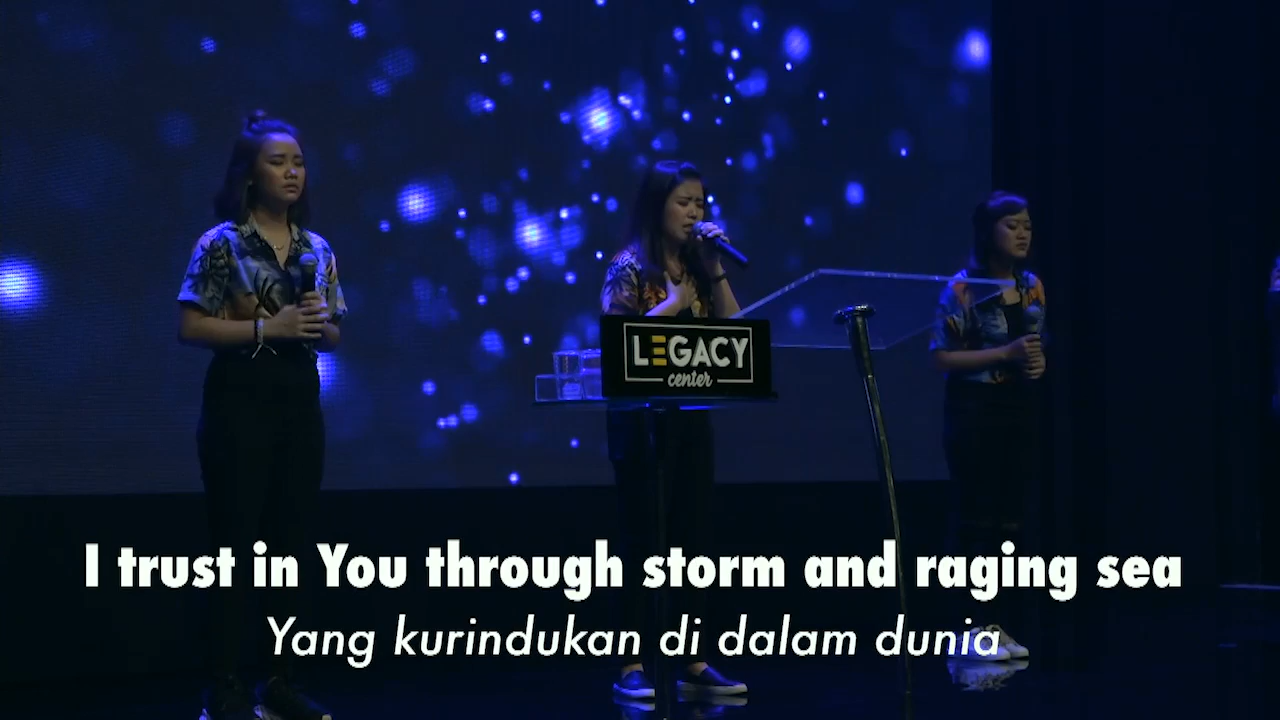 LEGACY
center
I trust in You through storm and raging sea
Yang kurindukan di dalam dunia